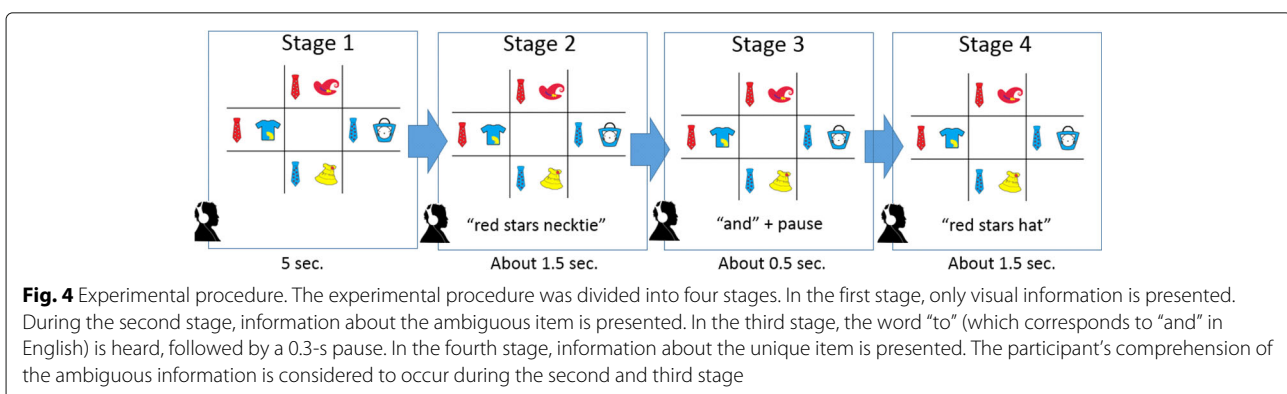 Stage 1
Stage 2
Stage 3
Stage 4
"red stars necktie"
"and" + pause
"red stars hat"
5 sec.
About 1.5 sec.
About 0.5 sec.
About 1.5 sec.
Fig. 4 Experimental procedure. The experimental procedure was divided into four stages. In the first stage, only visual information is presented.
During the second stage, information about the ambiguous item is presented. In the third stage, the word “to” (which corresponds to “and” in
English) is heard, followed by a 0.3-s pause. In the fourth stage, information about the unique item is presented. The participant’s comprehension of
the ambiguous information is considered to occur during the second and third stage